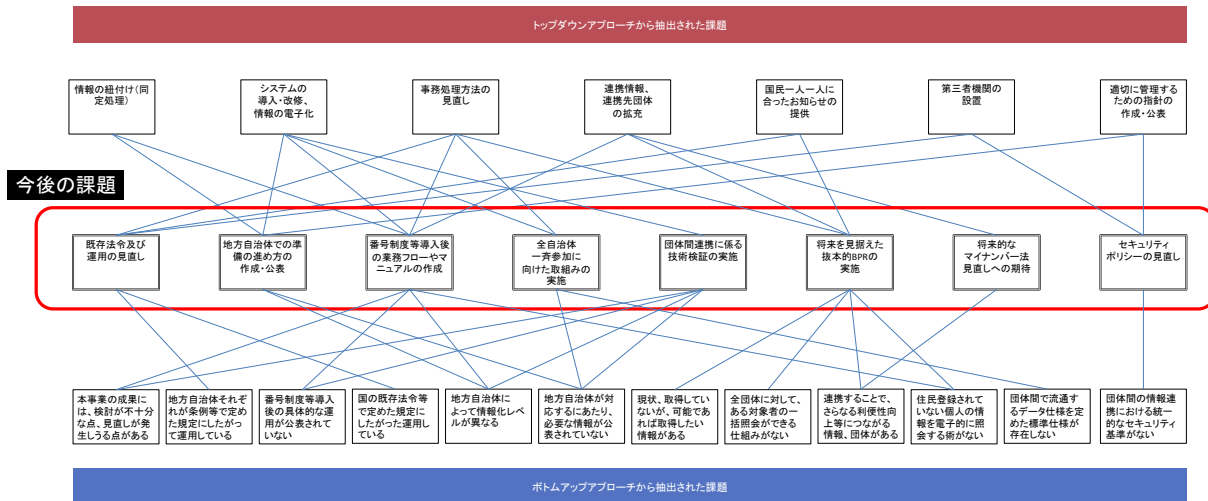 トップダウンアプローチから抽出された課題
情報の紐付け(同
定処理)
システムの
導入・改修、
情報の電子化
事務処理方法の
見直し
連携情報、
連携先団体
の拡充
国民一人一人に
合ったお知らせの
提供
第三者機関の
設置
適切に管理する
ための指針の
作成・公表
今後の課題
既存法令及び
運用の見直し
地方自治体での準
備の進め方の
作成・公表
番号制度等導入後
の業務フローやマ
ニュアルの作成
全自治体
一斉参加に
向けた取組みの
実施
団体間連携に係る
技術検証の実施
将来を見据えた
抜本的BPRの
実施
将来的な
マイナンバー法
見直しへの期待
セキュリティ
ポリシーの見直し
本事業の成果に
は、検討が不十分
な点、見直しが発
生しうる点がある
地方自治体それぞ
れが条例等で定め
た規定にしたがっ
て運用している
番号制度等導入
後の具体的な運
用が公表されて
いない
国の既存法令等
で定めた規定に
したがった運用し
ている
地方自治体に
よって情報化レベ
ルが異なる
地方自治体が対
応するにあたり、
必要な情報が公
表されていない
現状、取得してい
ないが、可能であ
れば取得したい
情報がある
全団体に対して、
ある対象者の一
括照会ができる
仕組みがない
連携することで、
さらなる利便性向
上等につながる
情報、団体がある
住民登録されて
いない個人の情
報を電子的に照
会する術がない
団体間で流通す
るデータ仕様を定
めた標準仕様が
存在しない
団体間の情報連
携における統一
的なセキュリティ
基準がない
ボトムアップアプローチから抽出された課題